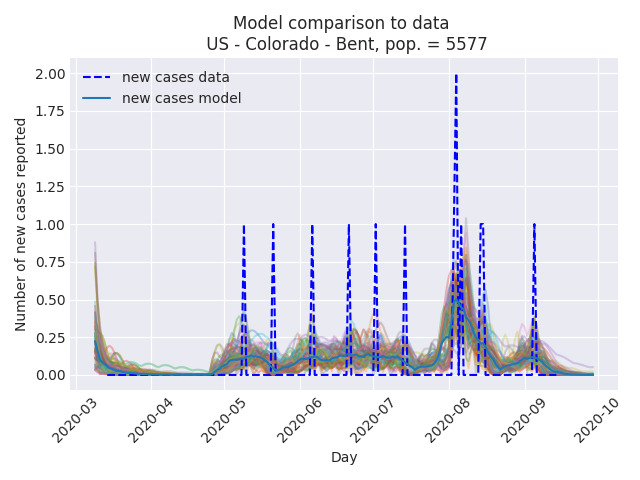 Model comparison to data
US - Colorado - Bent, pop. = 5577
new cases data
new cases model
Number of new cases reported
2.00
1.75
1.50
1.25
1.00
0.75
0.50
0.25
0.00
2020-03
2020-04
2020-05
2020-06
2020-07
2020-08
2020-09
2020-10
Day